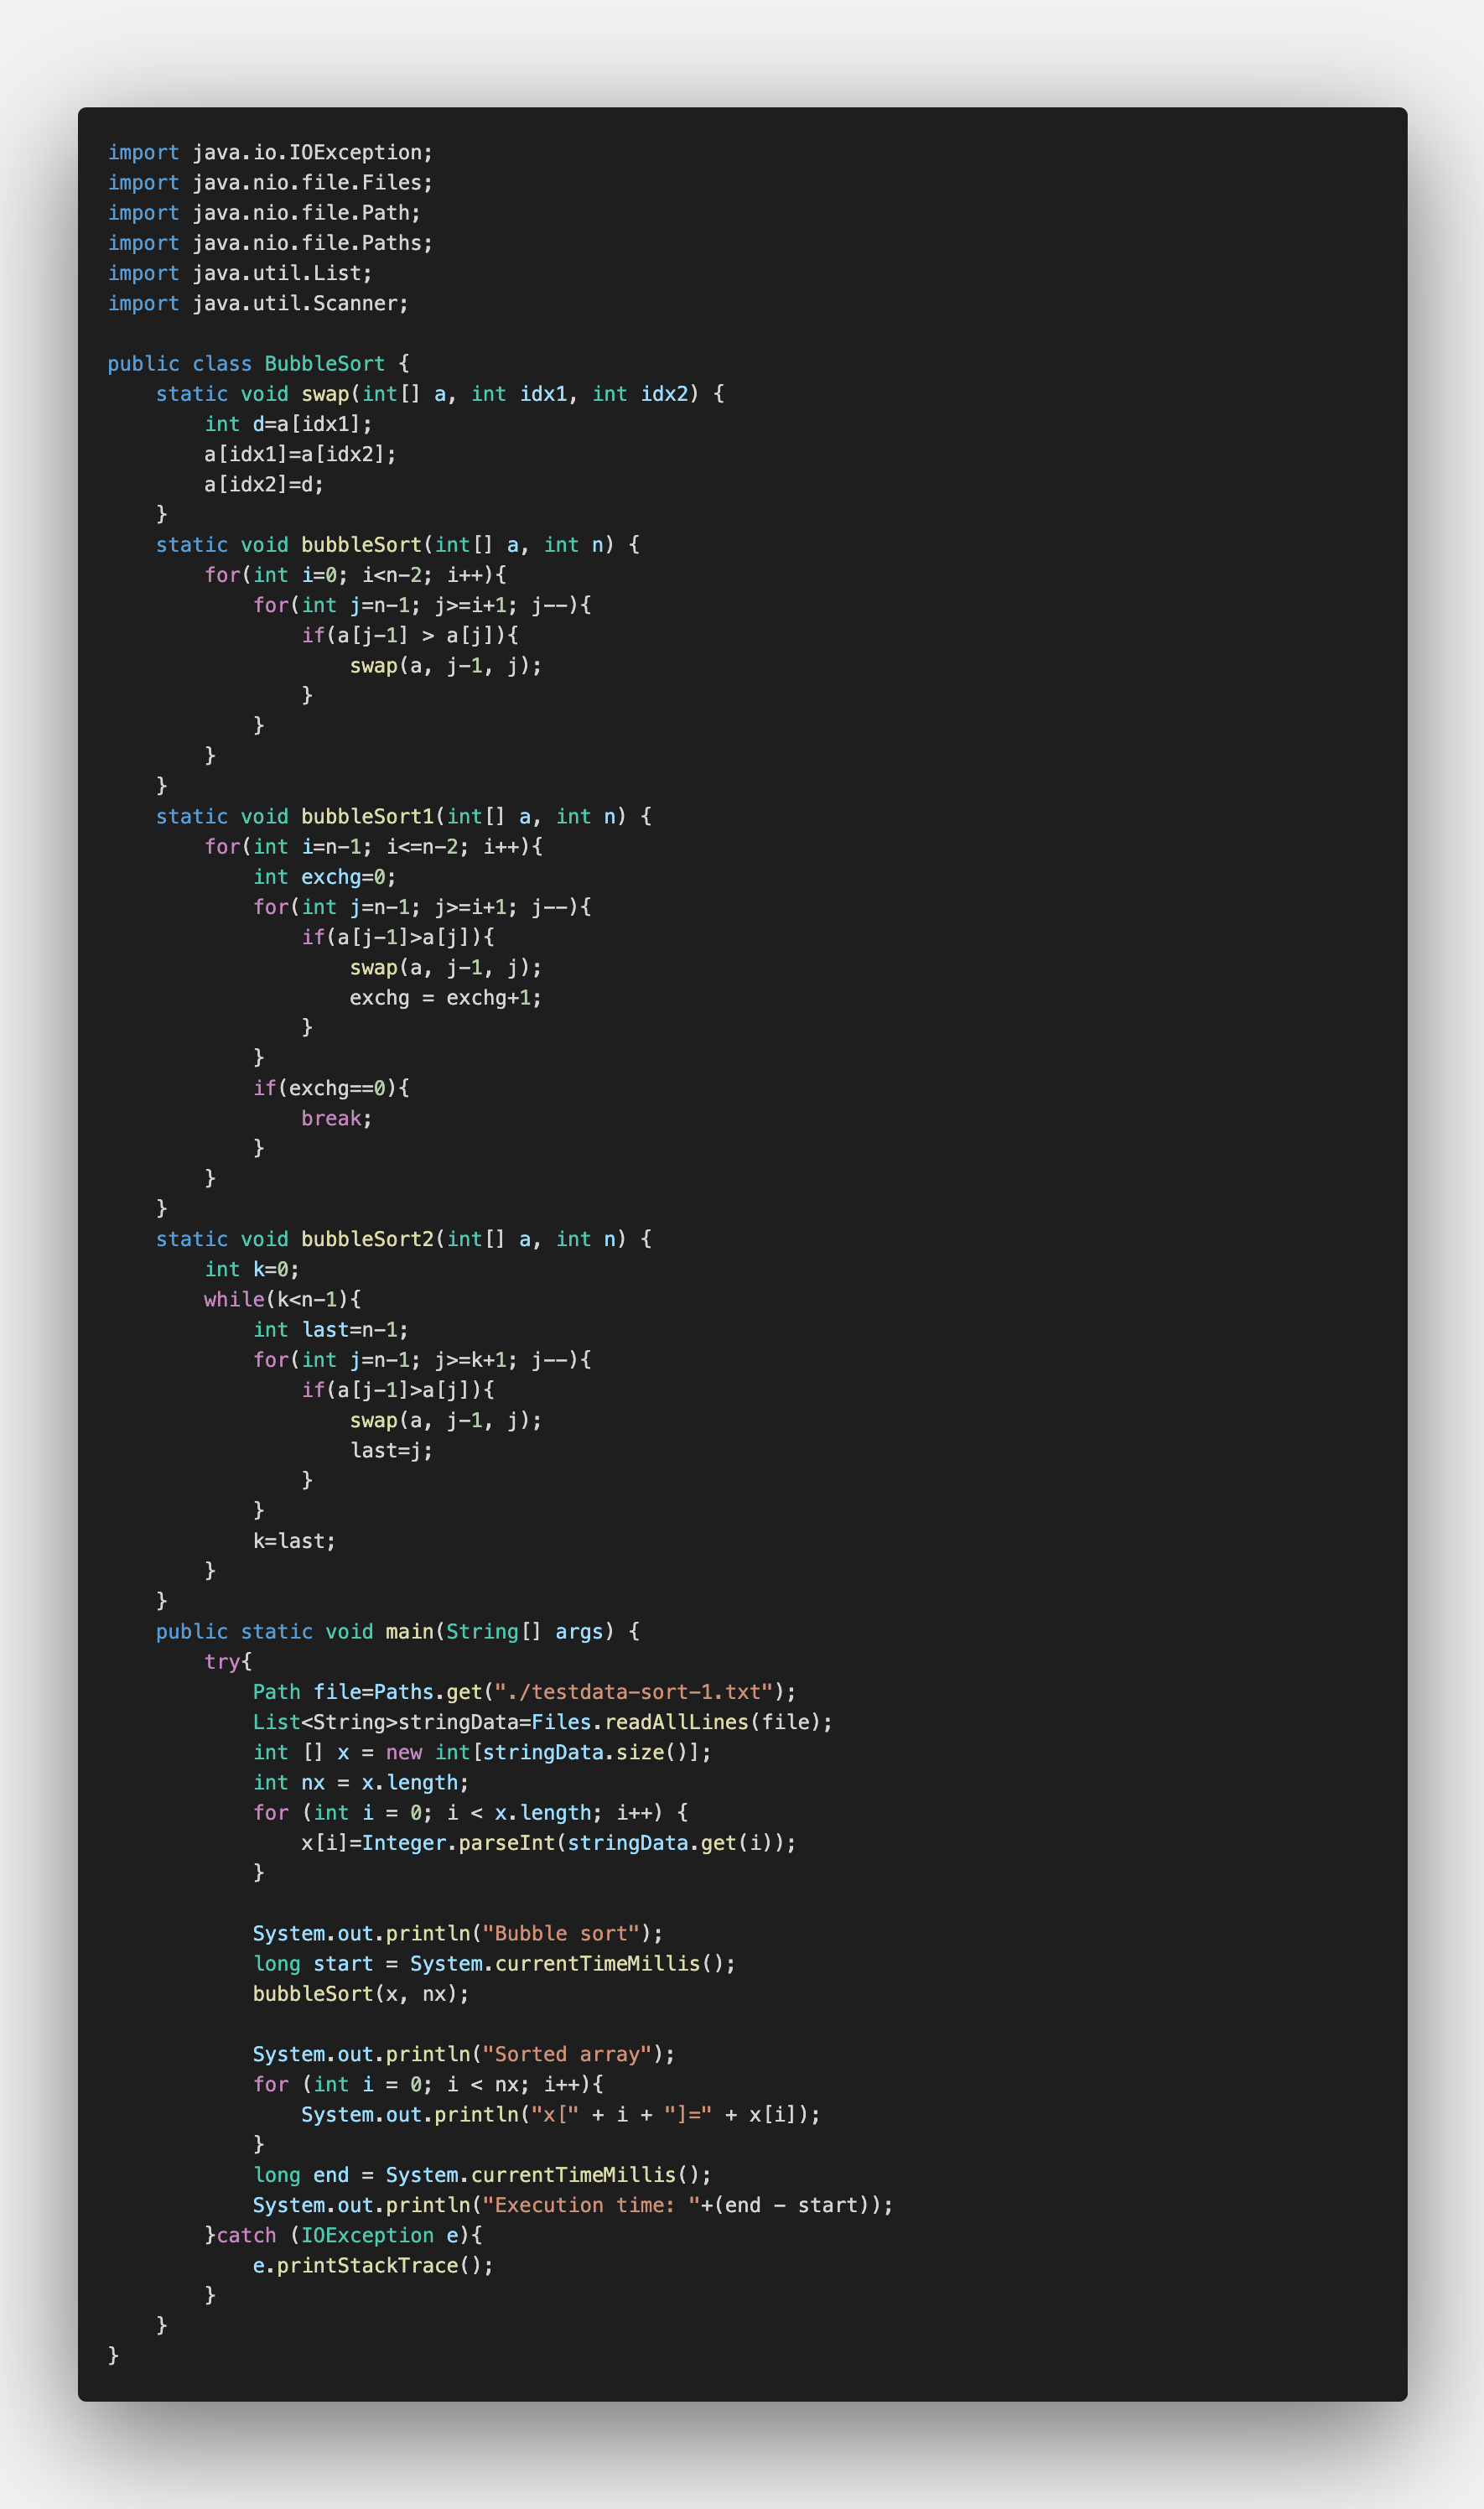 import java.io.IOException;
import java.nio.file.Files;
import java.nio.file.Path;
import java.nio.file.Paths;
import java.util.List;
import java.util.Scanner;

public class BubbleSort {
    static void swap(int[] a, int idx1, int idx2) {
        int d=a[idx1];
        a[idx1]=a[idx2];
        a[idx2]=d;
    }
    static void bubbleSort(int[] a, int n) {
        for(int i=0; i<n-2; i++){
            for(int j=n-1; j>=i+1; j--){
                if(a[j-1] > a[j]){
                    swap(a, j-1, j);
                }
            }
        }
    }
    static void bubbleSort1(int[] a, int n) {
        for(int i=n-1; i<=n-2; i++){
            int exchg=0;
            for(int j=n-1; j>=i+1; j--){
                if(a[j-1]>a[j]){
                    swap(a, j-1, j);
                    exchg = exchg+1;
                }
            }
            if(exchg==0){
                break;
            }
        }
    }
    static void bubbleSort2(int[] a, int n) {
        int k=0;
        while(k<n-1){
            int last=n-1;
            for(int j=n-1; j>=k+1; j--){
                if(a[j-1]>a[j]){
                    swap(a, j-1, j);
                    last=j;
                }
            }
            k=last;
        }
    }
    public static void main(String[] args) {
        try{
            Path file=Paths.get("./testdata-sort-1.txt");
            List<String>stringData=Files.readAllLines(file);
            int [] x = new int[stringData.size()];
            int nx = x.length;
            for (int i = 0; i < x.length; i++) {
                x[i]=Integer.parseInt(stringData.get(i));
            }

            System.out.println("Bubble sort");
            long start = System.currentTimeMillis();
            bubbleSort(x, nx);

            System.out.println("Sorted array");
            for (int i = 0; i < nx; i++){
                System.out.println("x[" + i + "]=" + x[i]);
            }
            long end = System.currentTimeMillis();
            System.out.println("Execution time: "+(end - start));
        }catch (IOException e){
            e.printStackTrace();
        }
    }
}